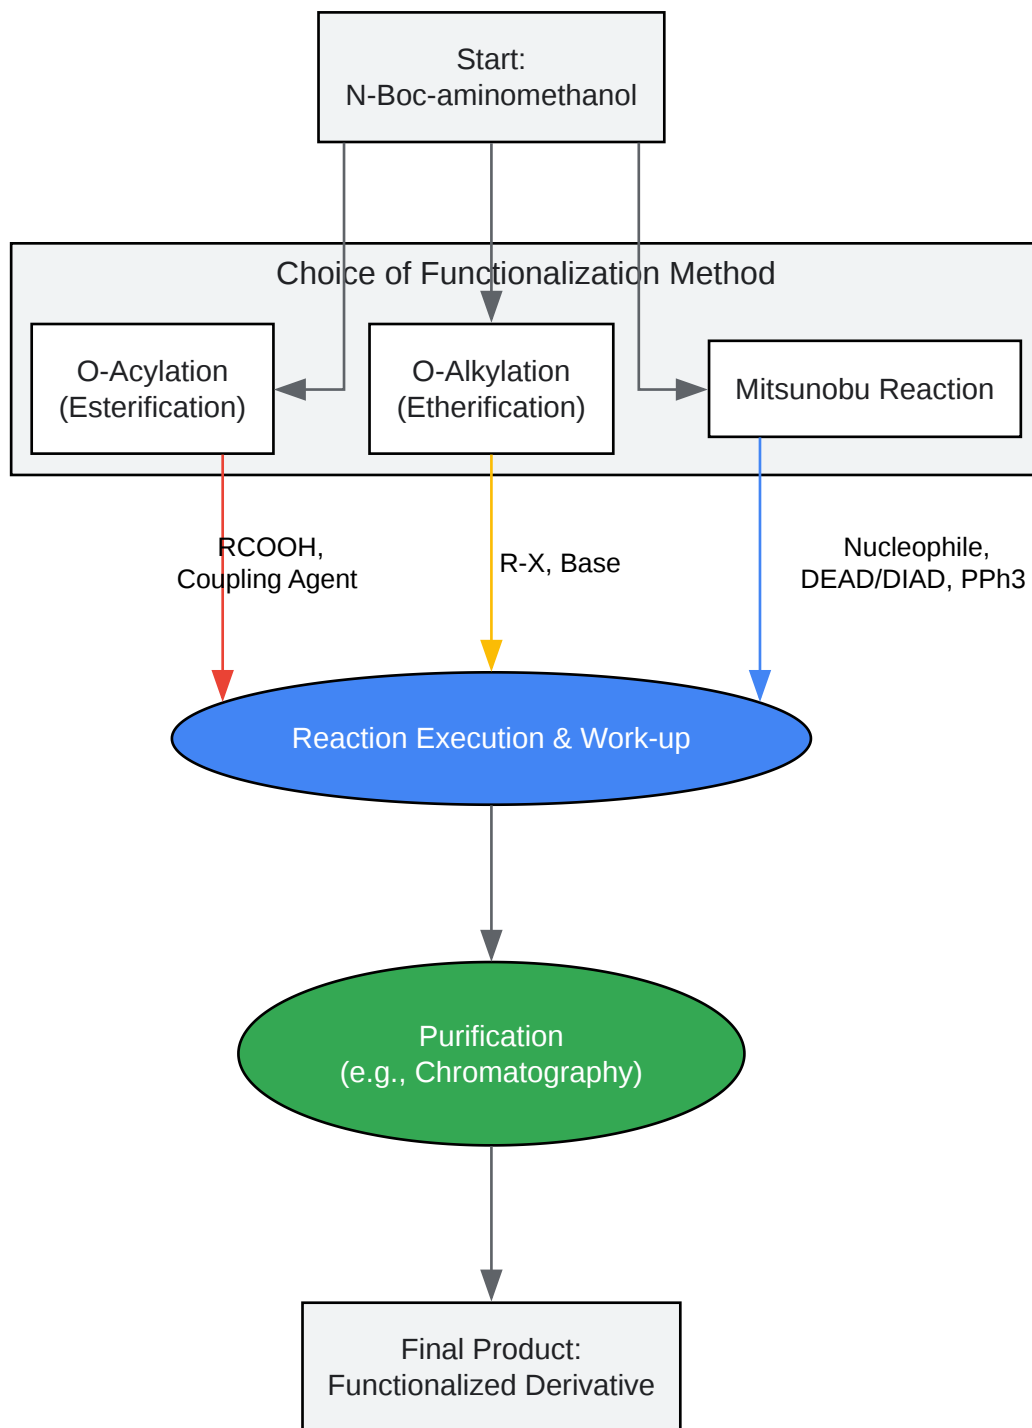 Start:
N-Boc-aminomethanol
Choice of Functionalization Method
O-Acylation
(Esterification)
O-Alkylation
(Etherification)
Mitsunobu Reaction
RCOOH,
Coupling Agent
R-X, Base
Nucleophile,
DEAD/DIAD, PPh3
Reaction Execution & Work-up
Purification
(e.g., Chromatography)
Final Product:
Functionalized Derivative